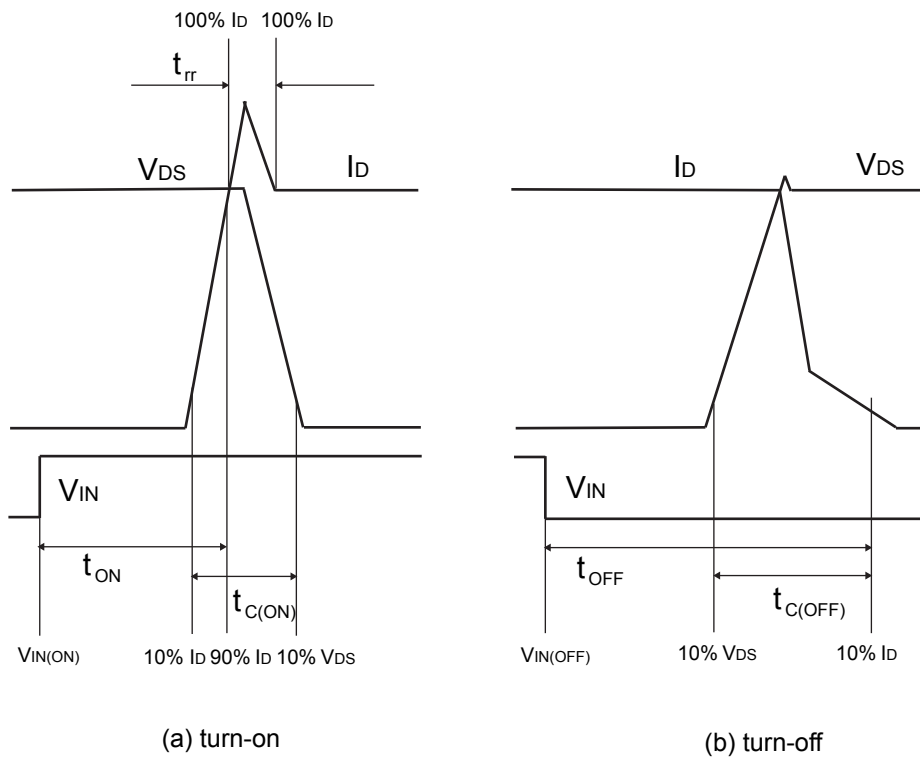 100% ID 100% ID
trr
VDS ID
VIN
tON
tC(ON)
VIN(ON) 10% ID 90% ID 10% VDS
(a) turn-on
ID VDS
VIN
tOFF
tC(OFF)
VIN(OFF) 10% VDS 10% ID
(b) turn-off